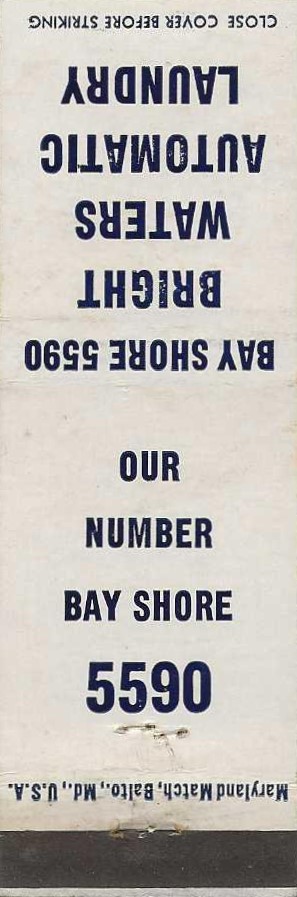 BAY SHORE 5590
BRIGHT
WATERS
AUTOMATIC
LAUNDRY
CLOSE COVER BEFORE STRIKING
OUR
NUMBER
BAY SHORE
5590
Maryland Match, Balto., Md., U.S.A.